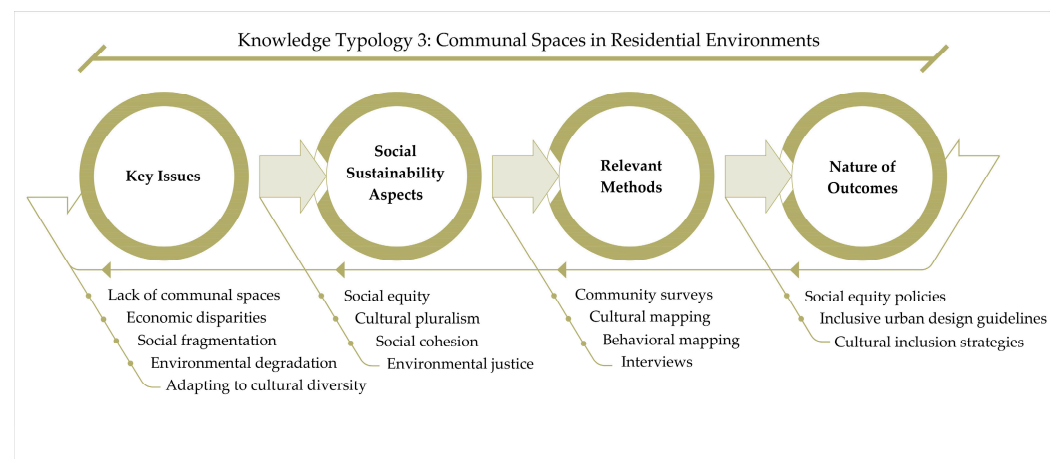 Knowledge Typology 3: Communal Spaces in Residential Environments
Key Issues
Social
Sustainability
Aspects
Relevant
Methods
Nature of
Outcomes
Lack of communal spaces
Economic disparities
Social fragmentation
Environmental degradation
Adapting to cultural diversity
Social equity
Cultural pluralism
Social cohesion
Environmental justice
Community surveys
Cultural mapping
Behavioral mapping
Interviews
Social equity policies
Inclusive urban design guidelines
Cultural inclusion strategies